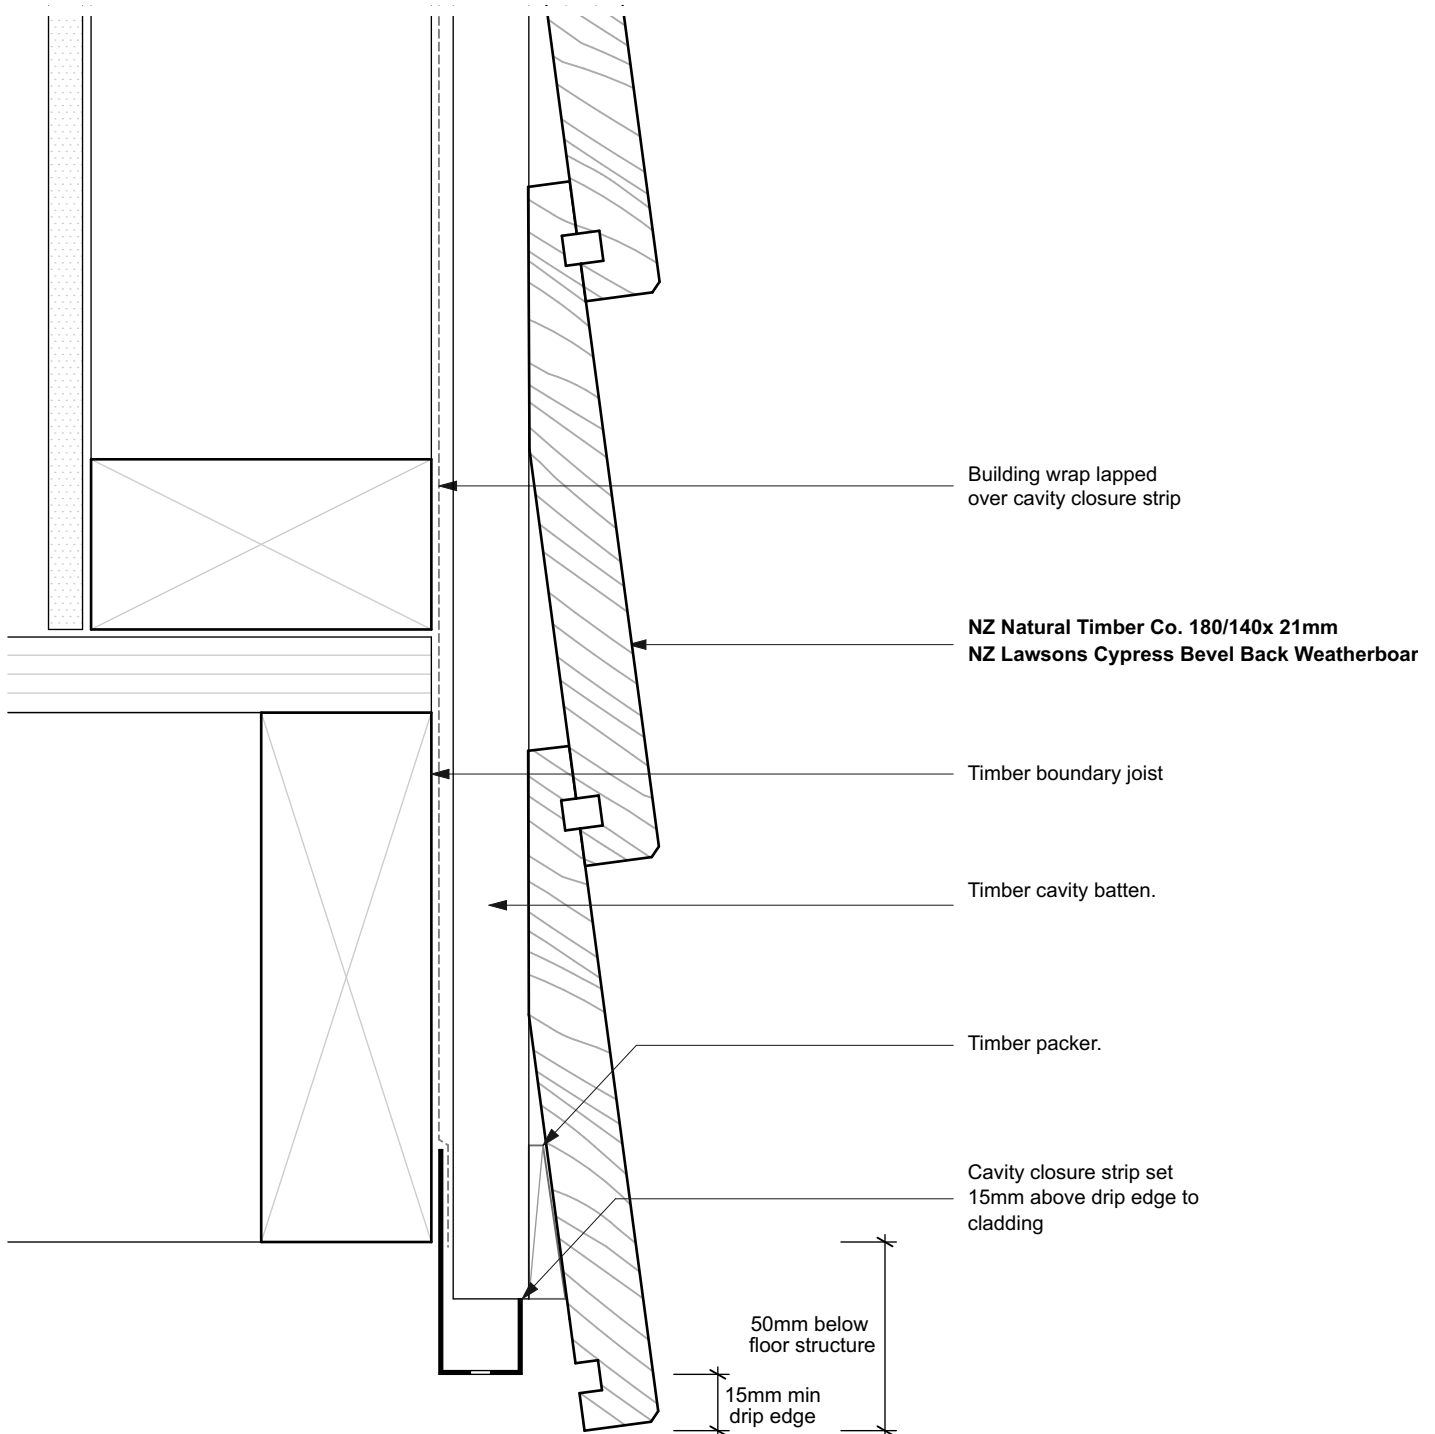 Building wrap lapped
over cavity closure strip
NZ Natural Timber Co. 180/140x 21mm
NZ Lawsons Cypress Bevel Back Weatherboar
Timber boundary joist
Timber cavity batten.
Timber packer.
Cavity closure strip set
15mm above drip edge to
cladding
50mm below
floor structure
15mm min
drip edge